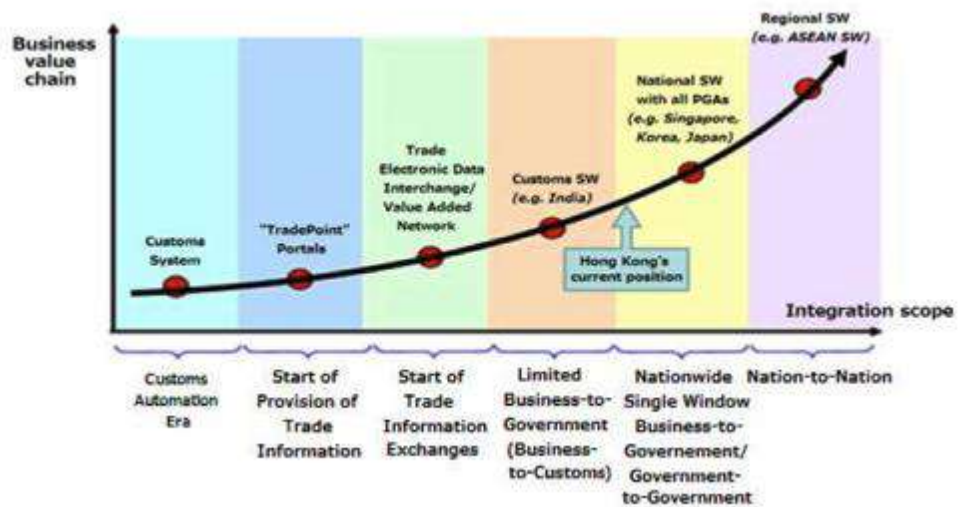 Business
value
chain
Customs
System
"TradePoint"
Portals
Trade
Electronic Data
Interchange/
Value Added
Network
Customs SW
(e.g. India)
National SW
with all PGAs
(e.g. Singapore,
Korea, Japan)
Regional SW
(e.g. ASEAN SW)
Hong Kong's
current position
Integration scope
Customs
Automation
Era
Start of
Provision of
Trade
Information
Start of
Trade
Information
Exchanges
Limited
Business-to-
Government
(Business-
to-Customs)
Nationwide
Single Window
Business-to-
Governement/
Government-
to-Government
Nation-to-Nation